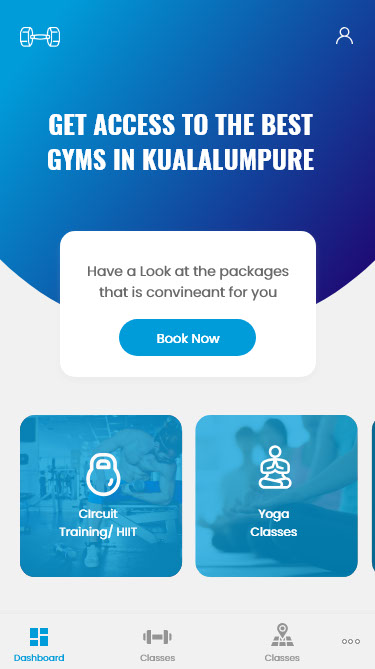 GET ACCESS TO THE BEST
GYMS IN KUALALUMPURE
Have a Look at the packages
that is convineant for you
Book Now
Circuit
Training/ HIIT
Yoga
Classes
Dashboard
Classes
Classes